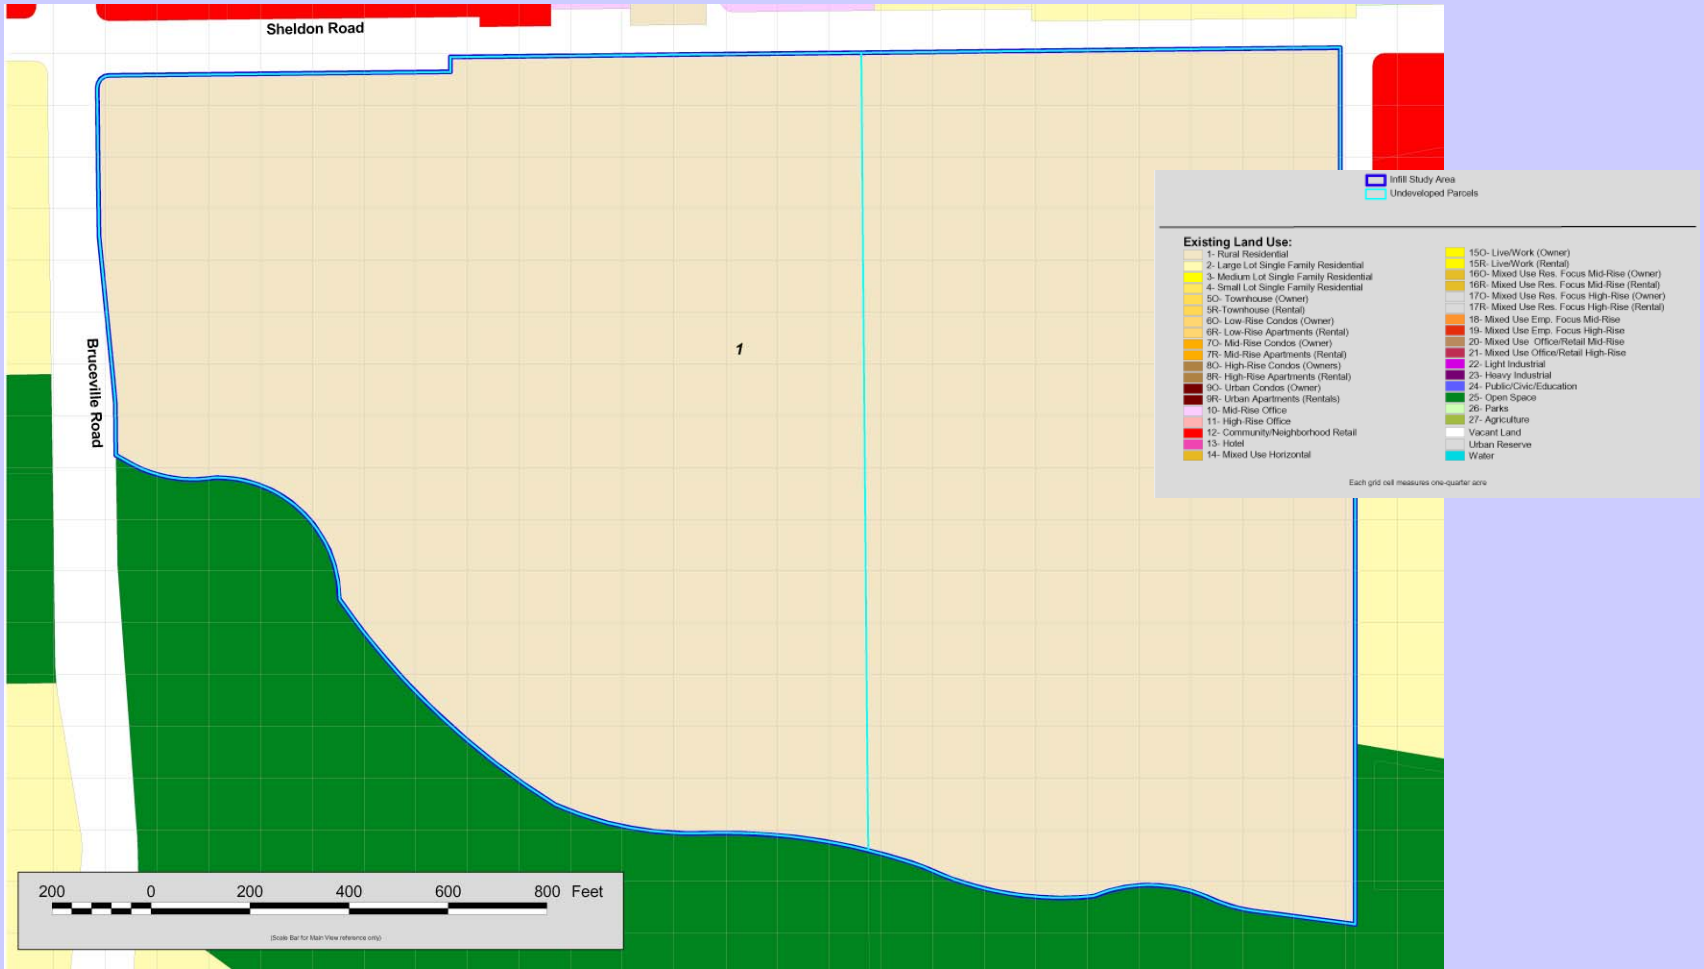 Sheldon Road
Bruceville Road
1
Infill Study Area
Undeveloped Parcels
Existing Land Use:
1- Rural Residential
2- Large Lot Single Family Residential
3- Medium Lot Single Family Residential
4- Small Lot Single Family Residential
5O- Townhouse (Owner)
5R-Townhouse (Rental)
6O- Low-Rise Condos (Owner)
6R- Low-Rise Apartments (Rental)
7O- Mid-Rise Condos (Owner)
7R- Mid-Rise Apartments (Rental)
8O- High-Rise Condos (Owners)
8R- High-Rise Apartments (Rental)
9O- Urban Condos (Owner)
9R- Urban Apartments (Rentals)
10- Mid-Rise Office
11- High-Rise Office
12- Community/Neighborhood Retail
13- Hotel
14- Mixed Use Horizontal
15O- Live/Work (Owner)
15R- Live/Work (Rental)
16O- Mixed Use Res. Focus Mid-Rise (Owner)
16R- Mixed Use Res. Focus Mid-Rise (Rental)
17O- Mixed Use Res. Focus High-Rise (Owner)
17R- Mixed Use Res. Focus High-Rise (Rental)
18- Mixed Use Emp. Focus Mid-Rise
19- Mixed Use Emp. Focus High-Rise
20- Mixed Use Office/Retail Mid-Rise
21- Mixed Use Office/Retail High-Rise
22- Light Industrial
23- Heavy Industrial
24- Public/Civic/Education
25- Open Space
26- Parks
27- Agriculture
Vacant Land
Urban Reserve
Water
Each grid cell measures one-quarter acre
200 0 200 400 600 800 Feet
(Scale Bar for Main View reference only)